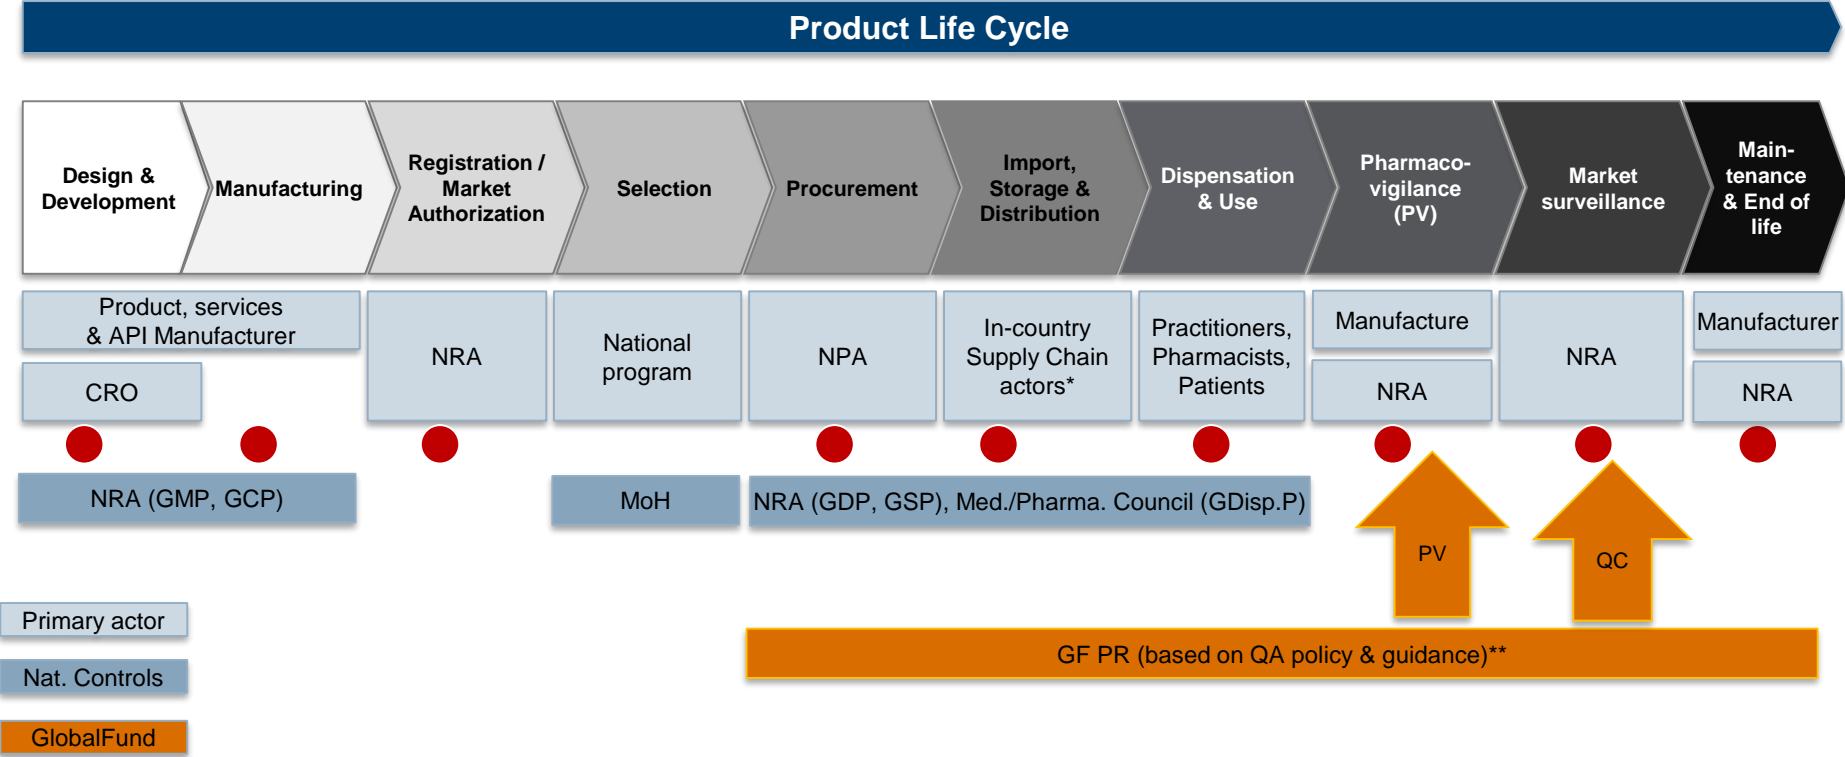 Product Life Cycle
Design &
Development
Manufacturing
Registration /
Market
Authorization
Selection
Procurement
Import,
Storage &
Distribution
Dispensation
& Use
Pharmaco-
vigilance
(PV)
Market
surveillance
Main-
tenance
& End of
life
Product, services
& API Manufacturer
CRO
NRA
National
program
NPA
In-country
Supply Chain
actors*
Practitioners,
Pharmacists,
Patients
Manufacture
NRA
NRA
Manufacturer
NRA
NRA (GMP, GCP)
MoH
NRA (GDP, GSP), Med./Pharma. Council (GDisp.P)
PV
QC
GF PR (based on QA policy & guidance)**
Primary actor
Nat. Controls
GlobalFund